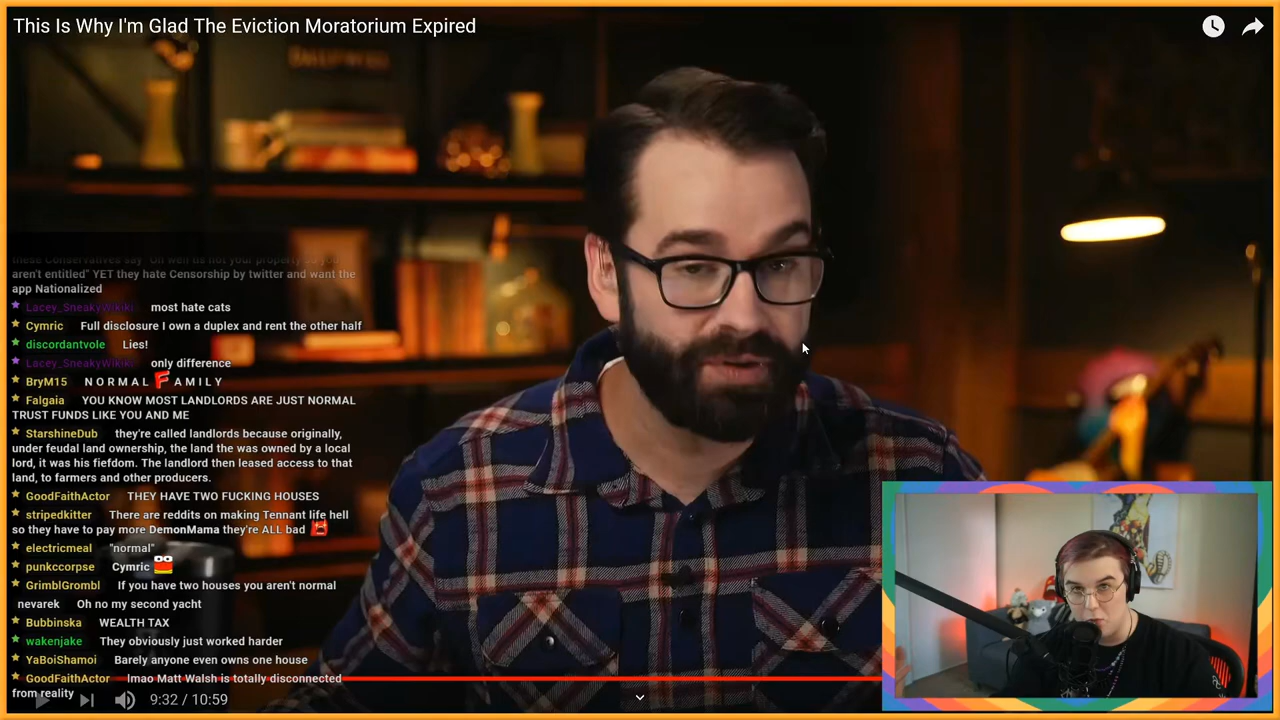 This Is Why I'm Glad The Eviction Moratorium Expired
aren't entitled" YET they hate Censorship by twitter and want the
app Nationalized
Lacey_SneakyWikiki most hate cats
Cymric Full disclosure I own a duplex and rent the other half
discordantvole Lies!
Lacey_SneakyWikiki only difference
BryM15 N O R M A L F A M I L Y
Falgaia YOU KNOW MOST LANDLORDS ARE JUST NORMAL
TRUST FUNDS LIKE YOU AND ME
StarshineDub they're called landlords because originally,
under feudal land ownership, the land the was owned by a local
lord, it was his fiefdom. The landlord then leased access to that
land, to farmers and other producers.
GoodFaithActor THEY HAVE TWO FUCKING HOUSES
stripedkitter There are reddits on making Tennant life hell
so they have to pay more DemonMama they're ALL bad
electricmeal "normal"
punkccorpse Cymric
GrimblGrombl If you have two houses you aren't normal
nevarek Oh no my second yacht
Bubbinska WEALTH TAX
wakenjake They obviously just worked harder
YaBoiShamoi Barely anyone even owns one house
GoodFaithActor lmao Matt Walsh is totally disconnected
from reality
9:32 / 10:59